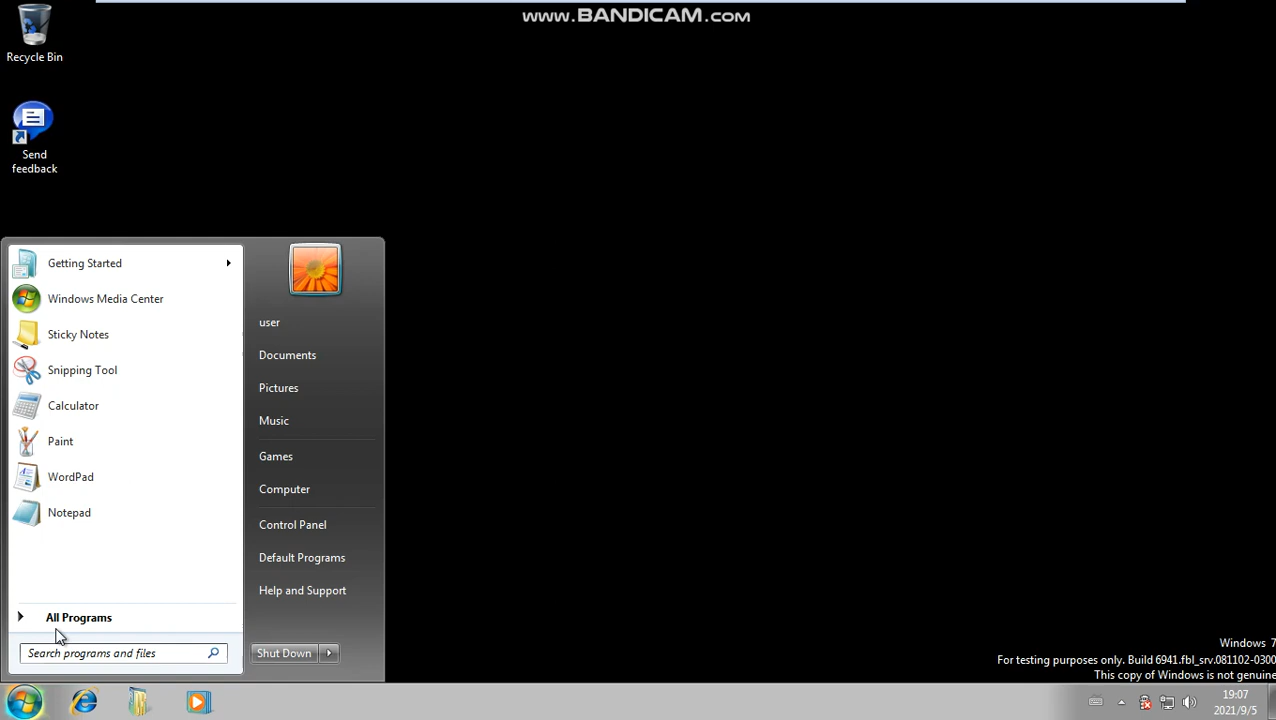 www.BANDICAM.com
Recycle Bin
Send
feedback
Getting Started
Windows Media Center
Sticky Notes
Snipping Tool
Calculator
Paint
WordPad
Notepad
All Programs
Search programs and files
user
Documents
Pictures
Music
Games
Computer
Control Panel
Default Programs
Help and Support
Shut Down
Windows 7
For testing purposes only. Build 6941.fbl_srv.081102-0300
This copy of Windows is not genuine
19:07
2021/9/5